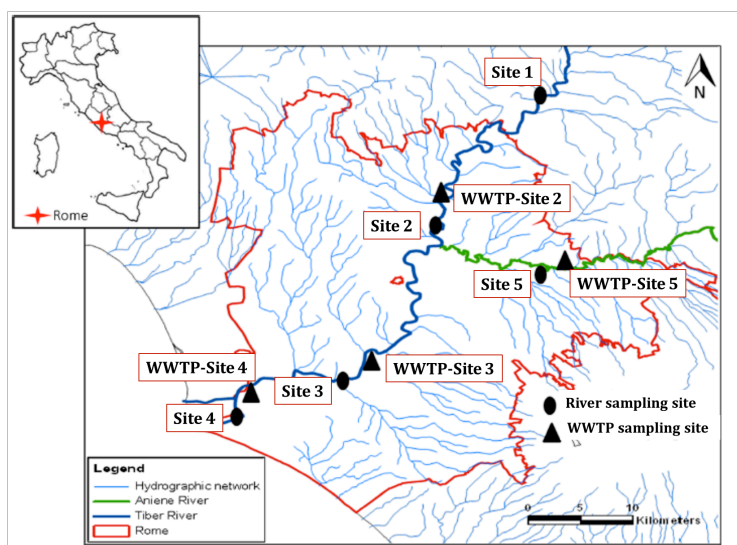 Rome
Site 1
N
WWTP-Site 2
Site 2
Site 5
WWTP-Site 5
WWTP-Site 4
WWTP-Site 3
Site 3
Site 4
River sampling site
WWTP sampling site
Legend
Hydrographic network
Aniene River
Tiber River
Rome
0 5 10
Kilometers